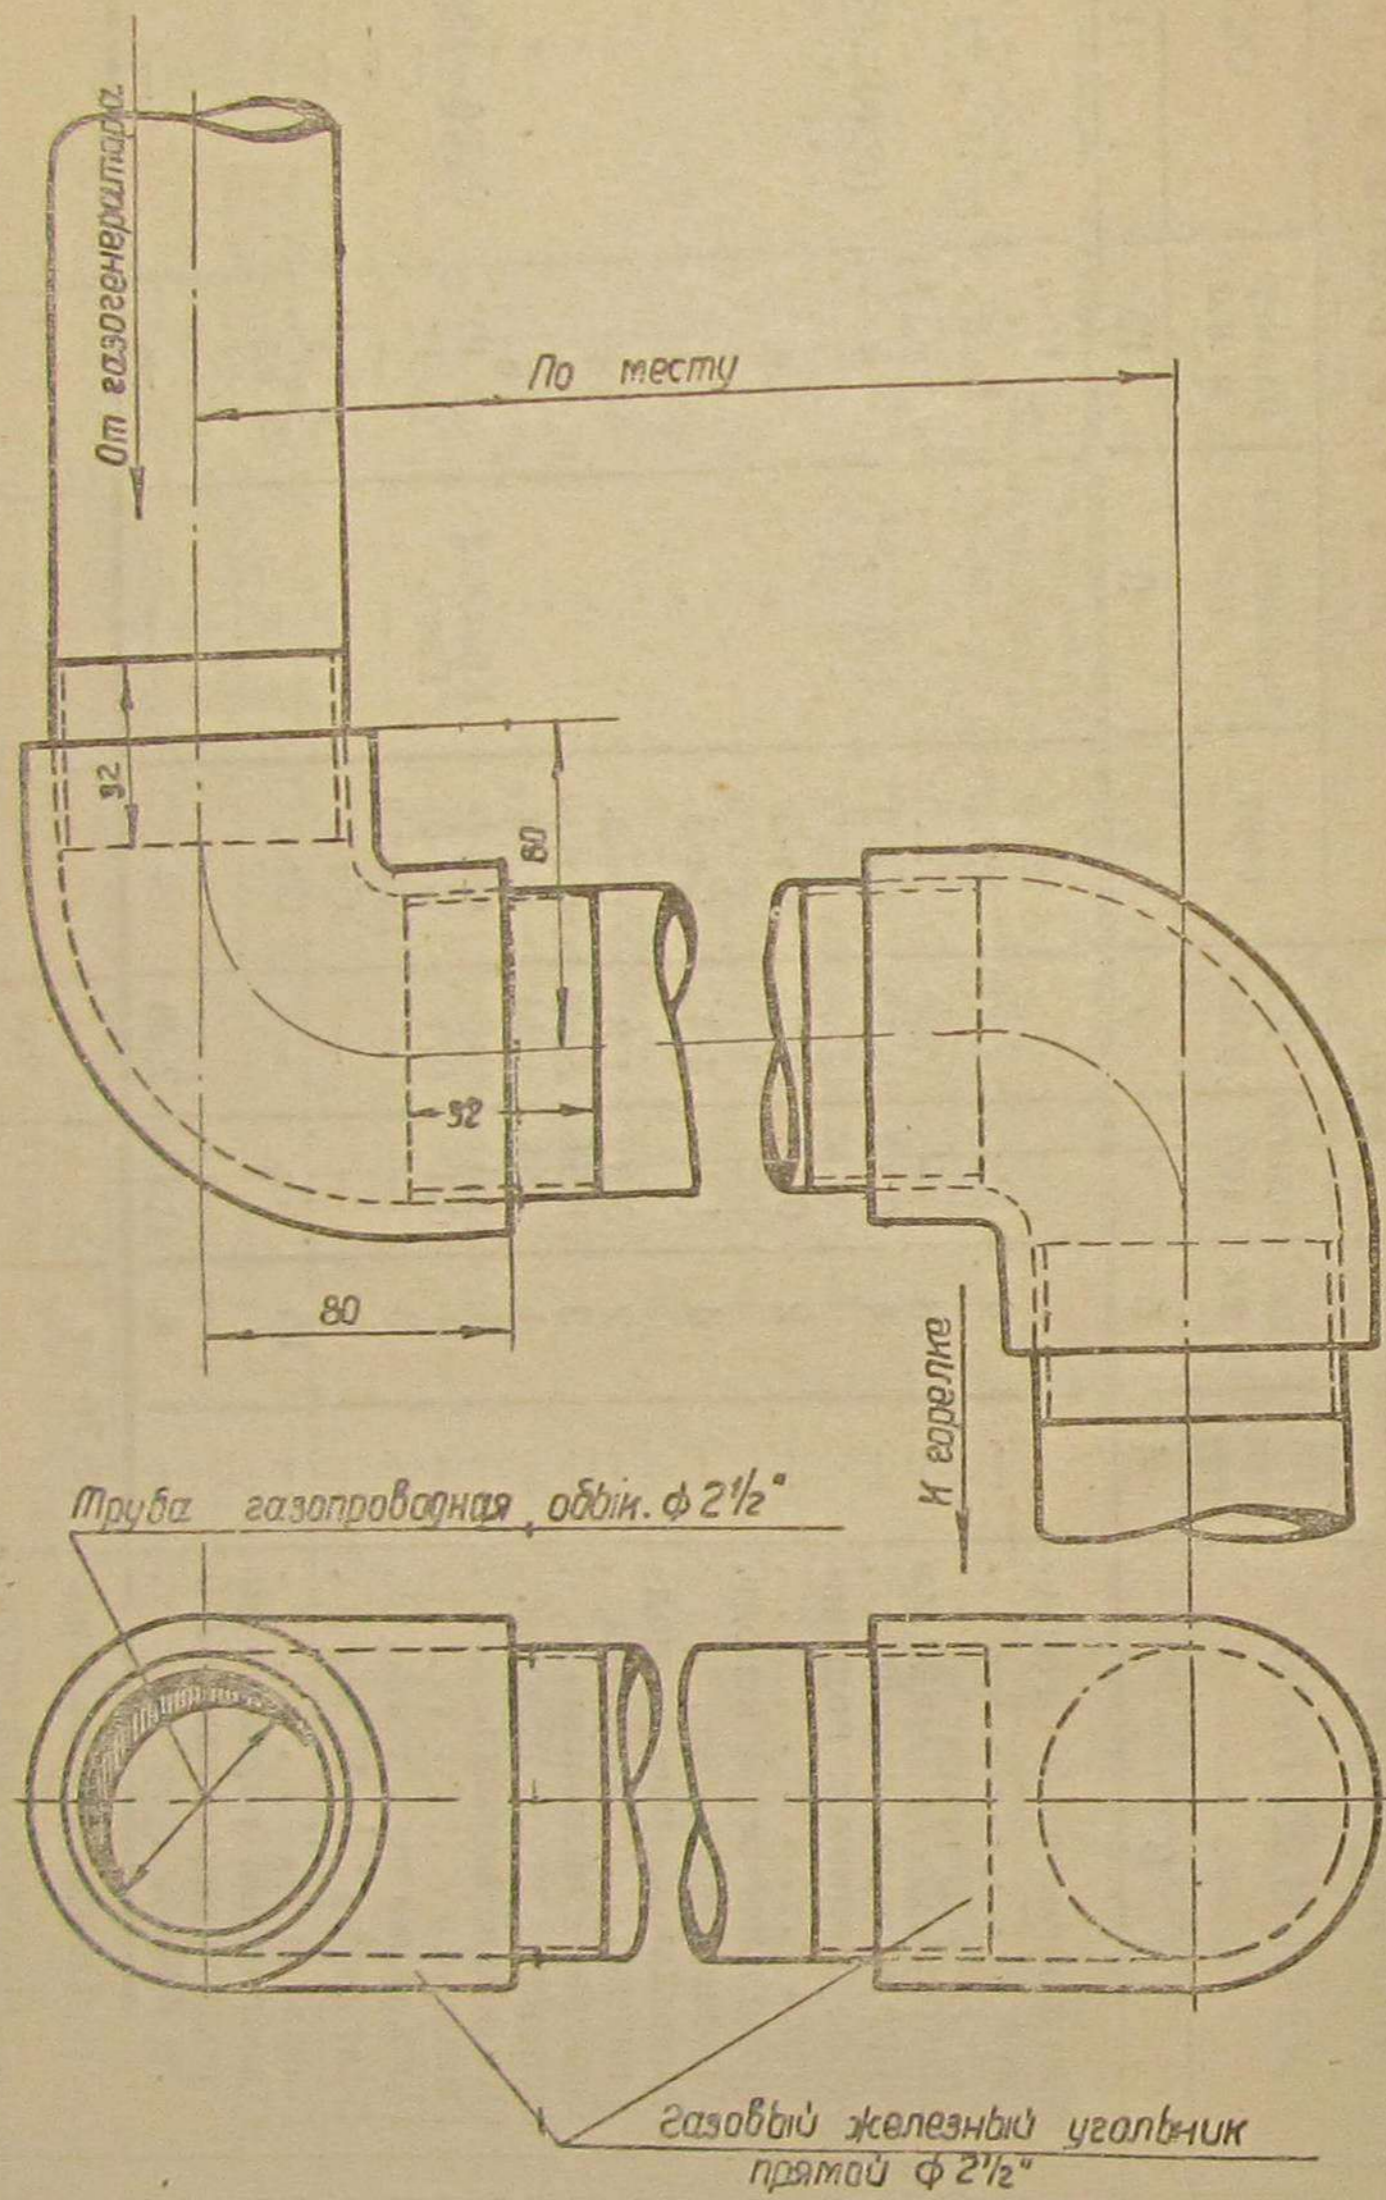 От газогенератора
По месту
32
80
32
80
К горелке
Труба газопроводная обык. ф 2½"
Газовый железный угольник
прямой ф 2½"